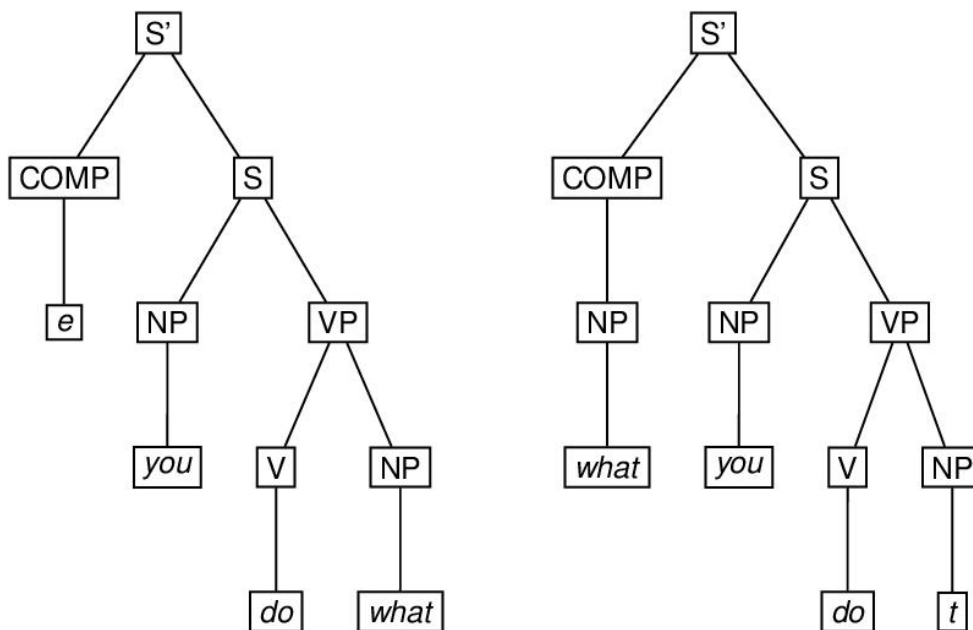 S' S'
COMP S COMP S
e NP VP NP NP VP
you V NP what you V NP
do what do t